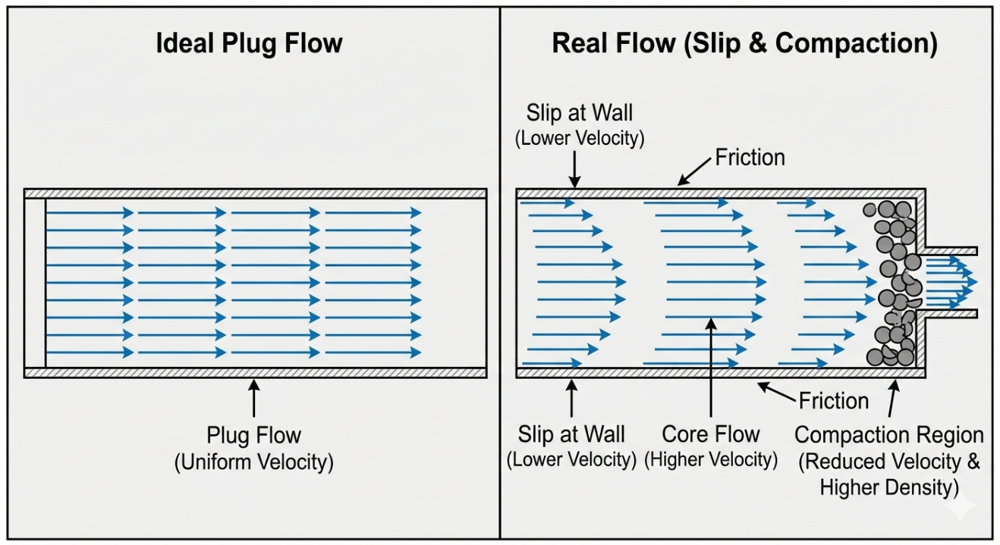 Ideal Plug Flow
Plug Flow
(Uniform Velocity)
Real Flow (Slip & Compaction)
Slip at Wall
(Lower Velocity)
Friction
Friction
Slip at Wall
(Lower Velocity)
Core Flow
(Higher Velocity)
Compaction Region
(Reduced Velocity &
Higher Density)